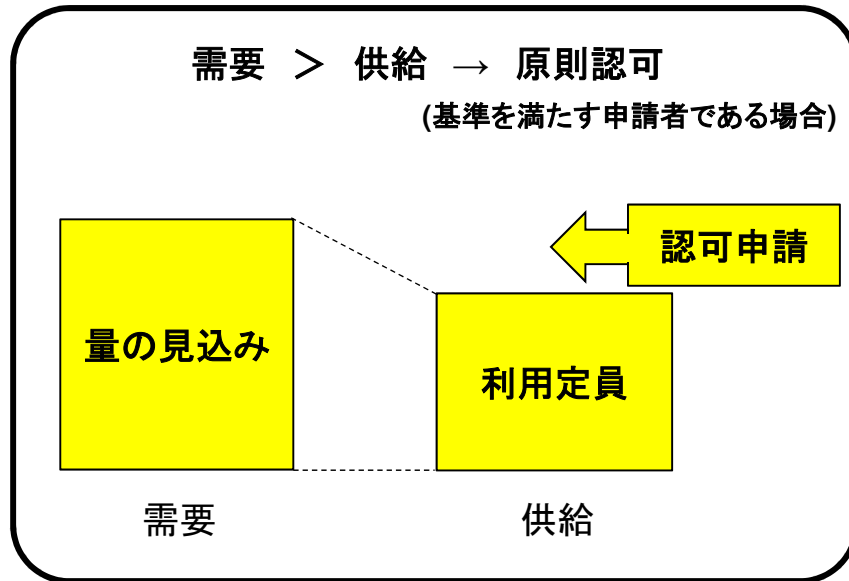 需要 ＞ 供給 → 原則認可
(基準を満たす申請者である場合)
認可申請
量の見込み
利用定員
需要
供給